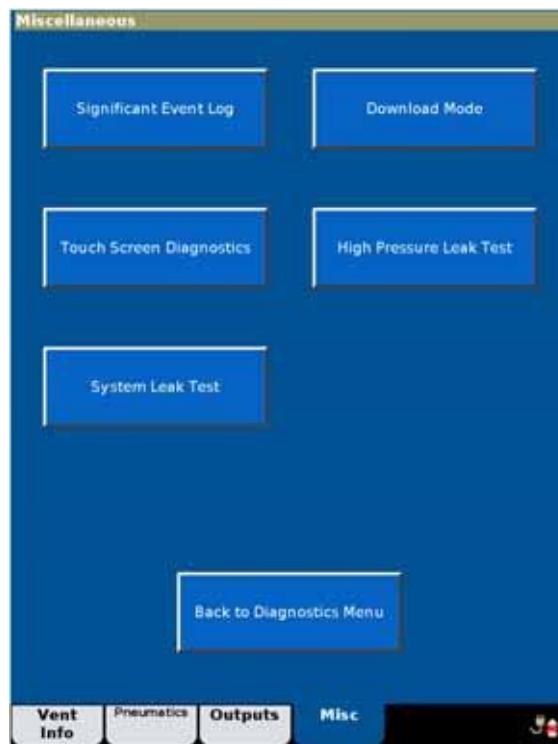 Miscellaneous
Significant Event Log
Download Mode
Touch Screen Diagnostics
High Pressure Leak Test
System Leak Test
Back to Diagnostics Menu
Vent
Info
Pneumatics
Outputs
Misc